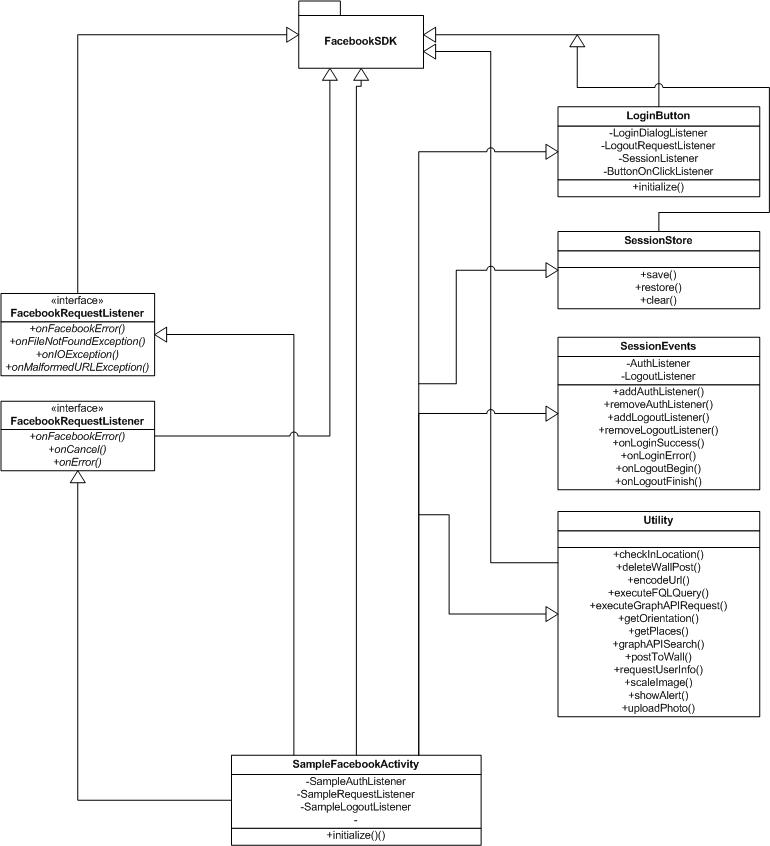 FacebookSDK
LoginButton
-LoginDialogListener
-LogoutRequestListener
-SessionListener
-ButtonOnClickListener
+initialize()
SessionStore
+save()
+restore()
+clear()
«interface»
FacebookRequestListener
+onFacebookError()
+onFileNotFoundException()
+onIOException()
+onMalformedURLException()
«interface»
FacebookRequestListener
+onFacebookError()
+onCancel()
+onError()
SessionEvents
-AuthListener
-LogoutListener
+addAuthListener()
+removeAuthListener()
+addLogoutListener()
+removeLogoutListener()
+onLoginSuccess()
+onLoginError()
+onLogoutBegin()
+onLogoutFinish()
Utility
+checkInLocation()
+deleteWallPost()
+encodeUrl()
+executeFQLQuery()
+executeGraphAPIRequest()
+getOrientation()
+getPlaces()
+graphAPISearch()
+postToWall()
+requestUserInfo()
+scaleImage()
+showAlert()
+uploadPhoto()
SampleFacebookActivity
-SampleAuthListener
-SampleRequestListener
-SampleLogoutListener
-
+initialize()()